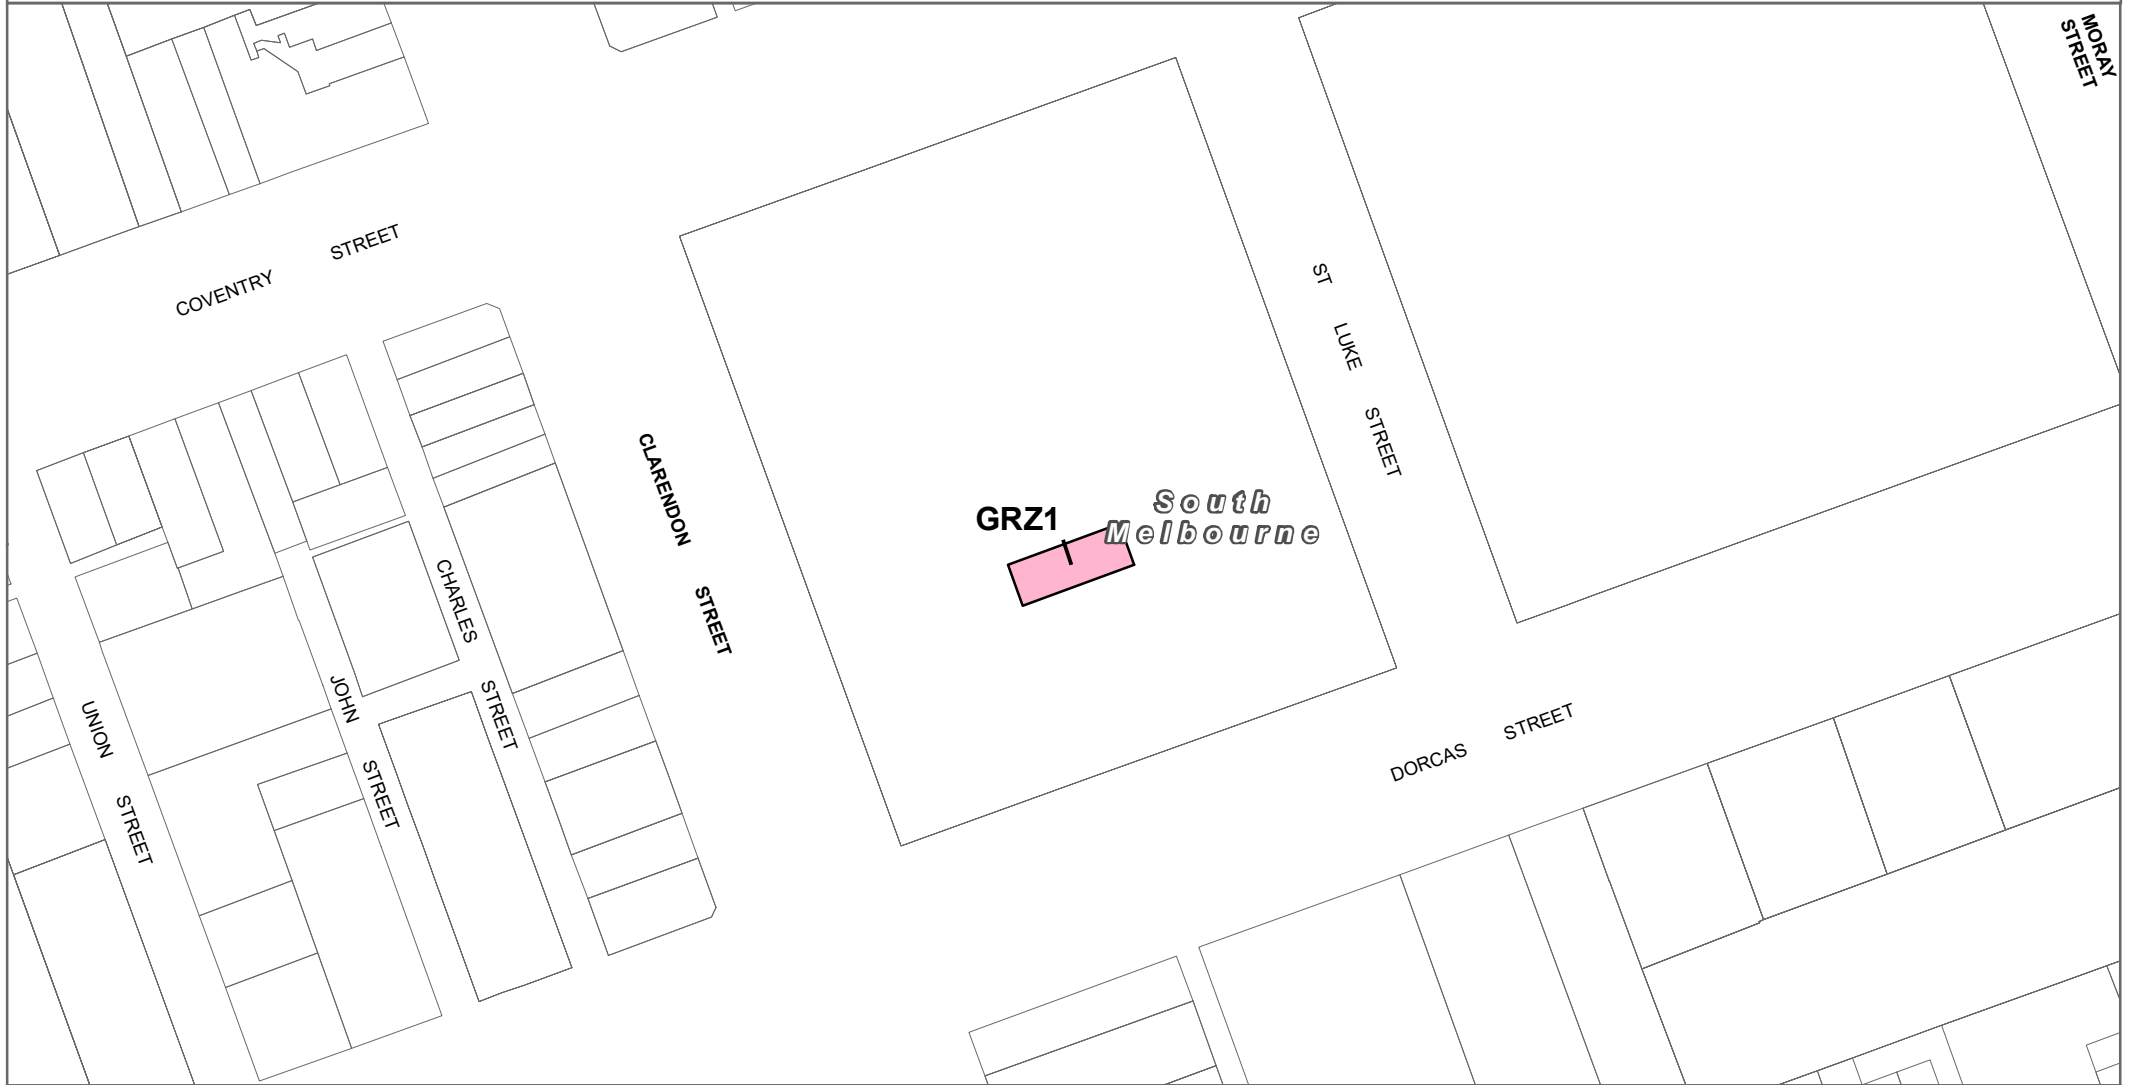 MORAY
STREET
COVENTRY STREET
ST LUKE STREET
CLARENDON STREET
GRZ1
South
Melbourne
CHARLES STREET
JOHN STREET
UNION STREET
DORCAS STREET